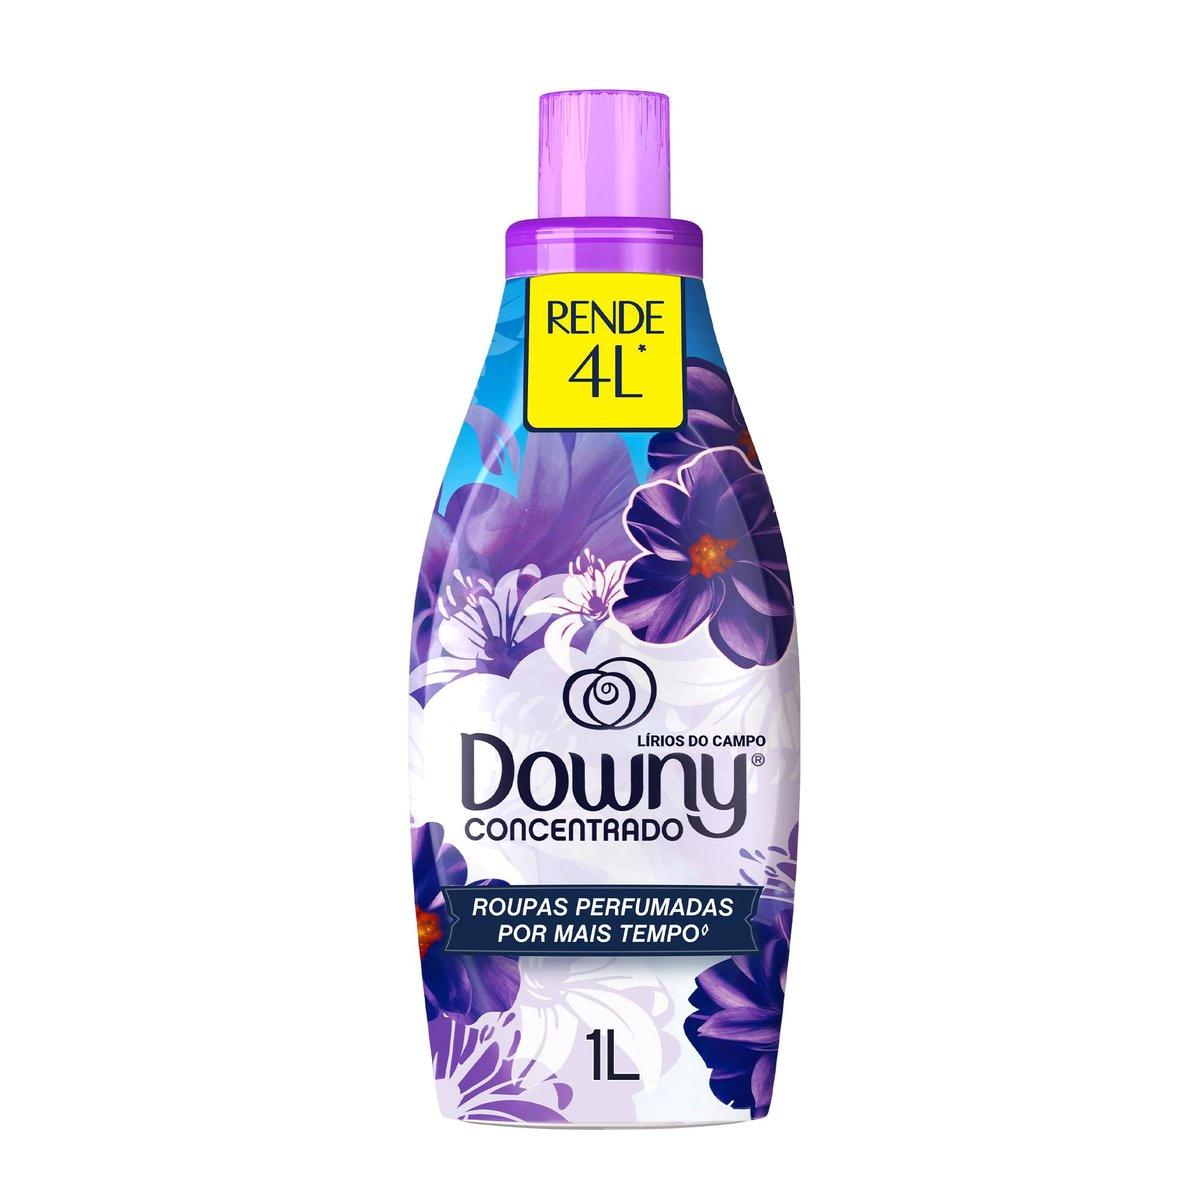 RENDE
4L*
LÍRIOS DO CAMPO
Downy®
CONCENTRADO
ROUPAS PERFUMADAS
POR MAIS TEMPO◊
1L